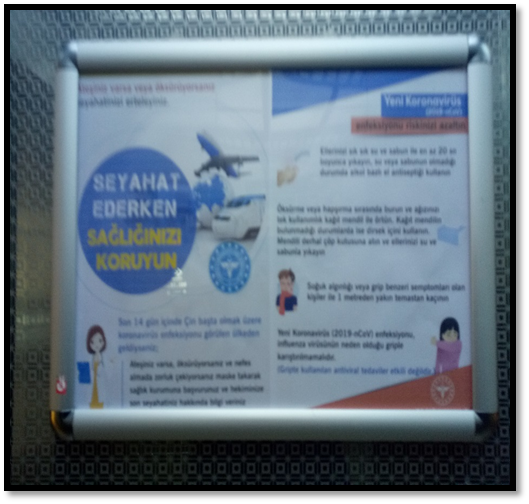 Ateşiniz varsa veya öksürüyorsanız
seyahatinizi erteleyiniz.
SEYAHAT
EDERKEN
SAĞLIĞINIZI
KORUYUN
Son 14 gün içinde Çin başta olmak üzere
koronavirüs enfeksiyonu görülen ülkeden
geldiyseniz;
Ateşiniz varsa, öksürüyorsanız ve nefes
almada zorluk çekiyorsanız maske takarak
sağlık kurumuna başvurunuz ve hekiminize
son seyahatiniz hakkında bilgi veriniz
Yeni Koronavirüs
(2019-nCoV)
enfeksiyonu riskinizi azaltın
Ellerinizi sık sık su ve sabun ile en az 20 sn
boyunca yıkayın, su veya sabunun olmadığı
durumda alkol bazlı el antiseptiği kullanın
Öksürme veya hapşırma sırasında burun ve ağzınızı
tek kullanımlık kağıt mendil ile örtün. Kağıt mendilin
bulunmadığı durumlarda ise dirsek içini kullanın.
Mendili derhal çöp kutusuna atın ve ellerinizi su ve
sabunla yıkayın
Soğuk algınlığı veya grip benzeri semptomları olan
kişiler ile 1 metreden yakın temastan kaçının
Yeni Koronavirüs (2019-nCoV) enfeksiyonu,
influenza virüsünün neden olduğu griple
karıştırılmamalıdır.
(Gripte kullanılan antiviral tedaviler etkili değildir.)